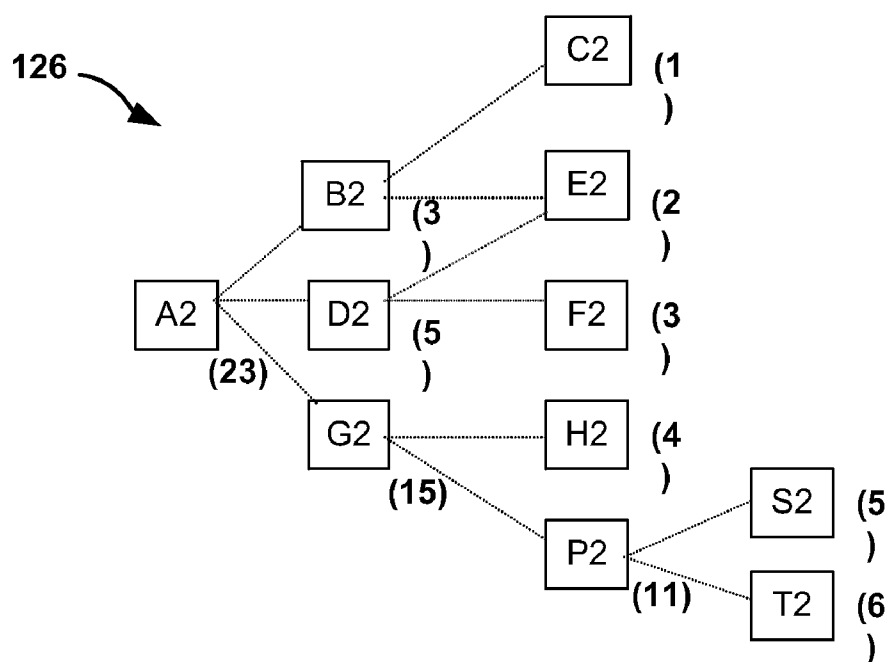 126
C2
(1
)
B2
(3
)
E2
(2
)
A2
(23)
D2
(5
)
F2
(3
)
G2
(15)
H2
(4
)
P2
(11)
S2
(5
)
T2
(6
)